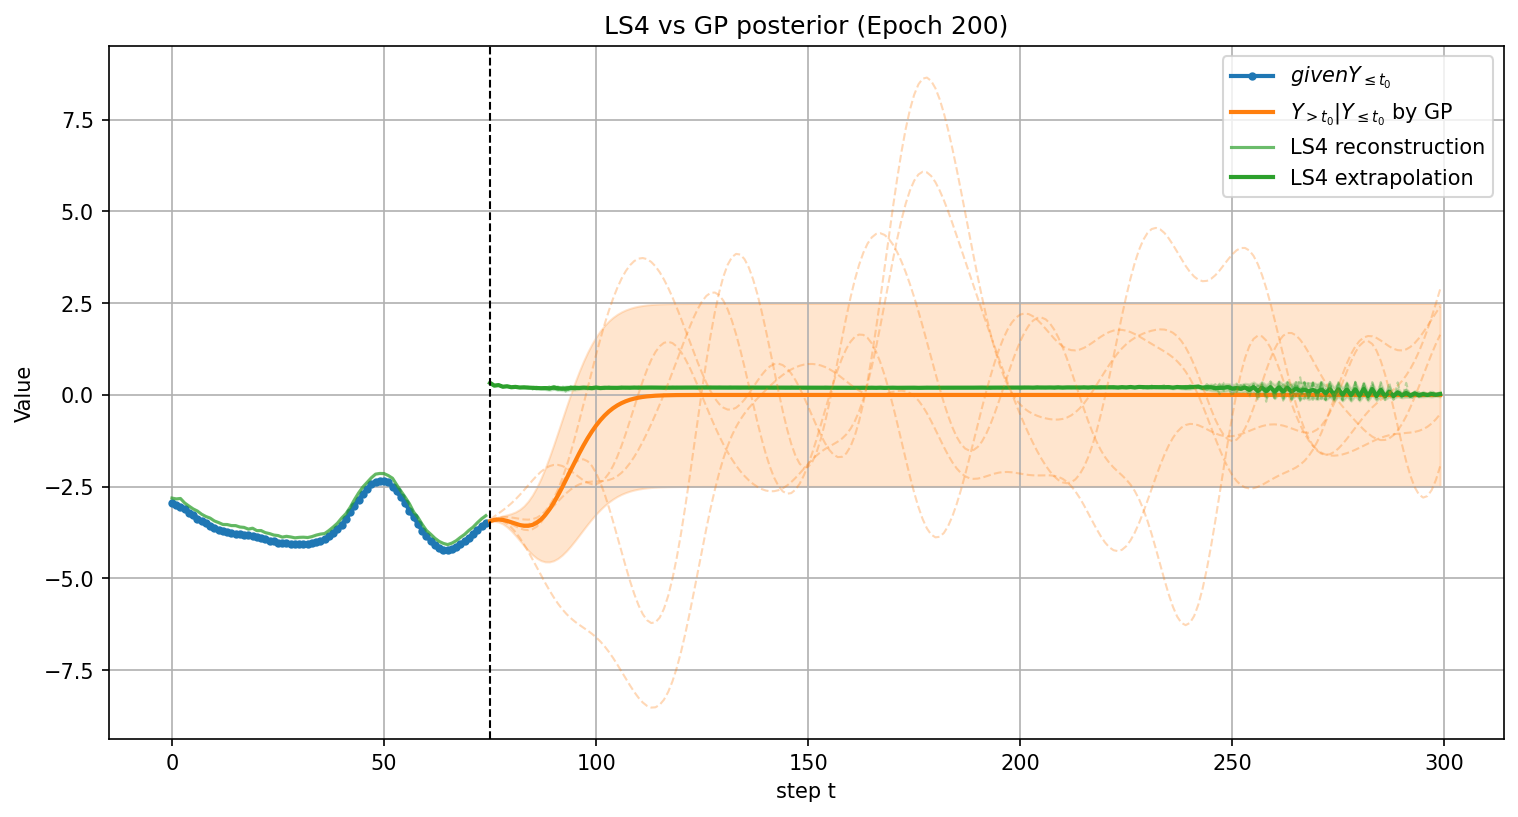 LS4 vs GP posterior (Epoch 200)
givenY≤t₀
Y>t₀|Y≤t₀ by GP
LS4 reconstruction
LS4 extrapolation
Value
7.5
5.0
2.5
0.0
−2.5
−5.0
−7.5
0 50 100 150 200 250 300
step t